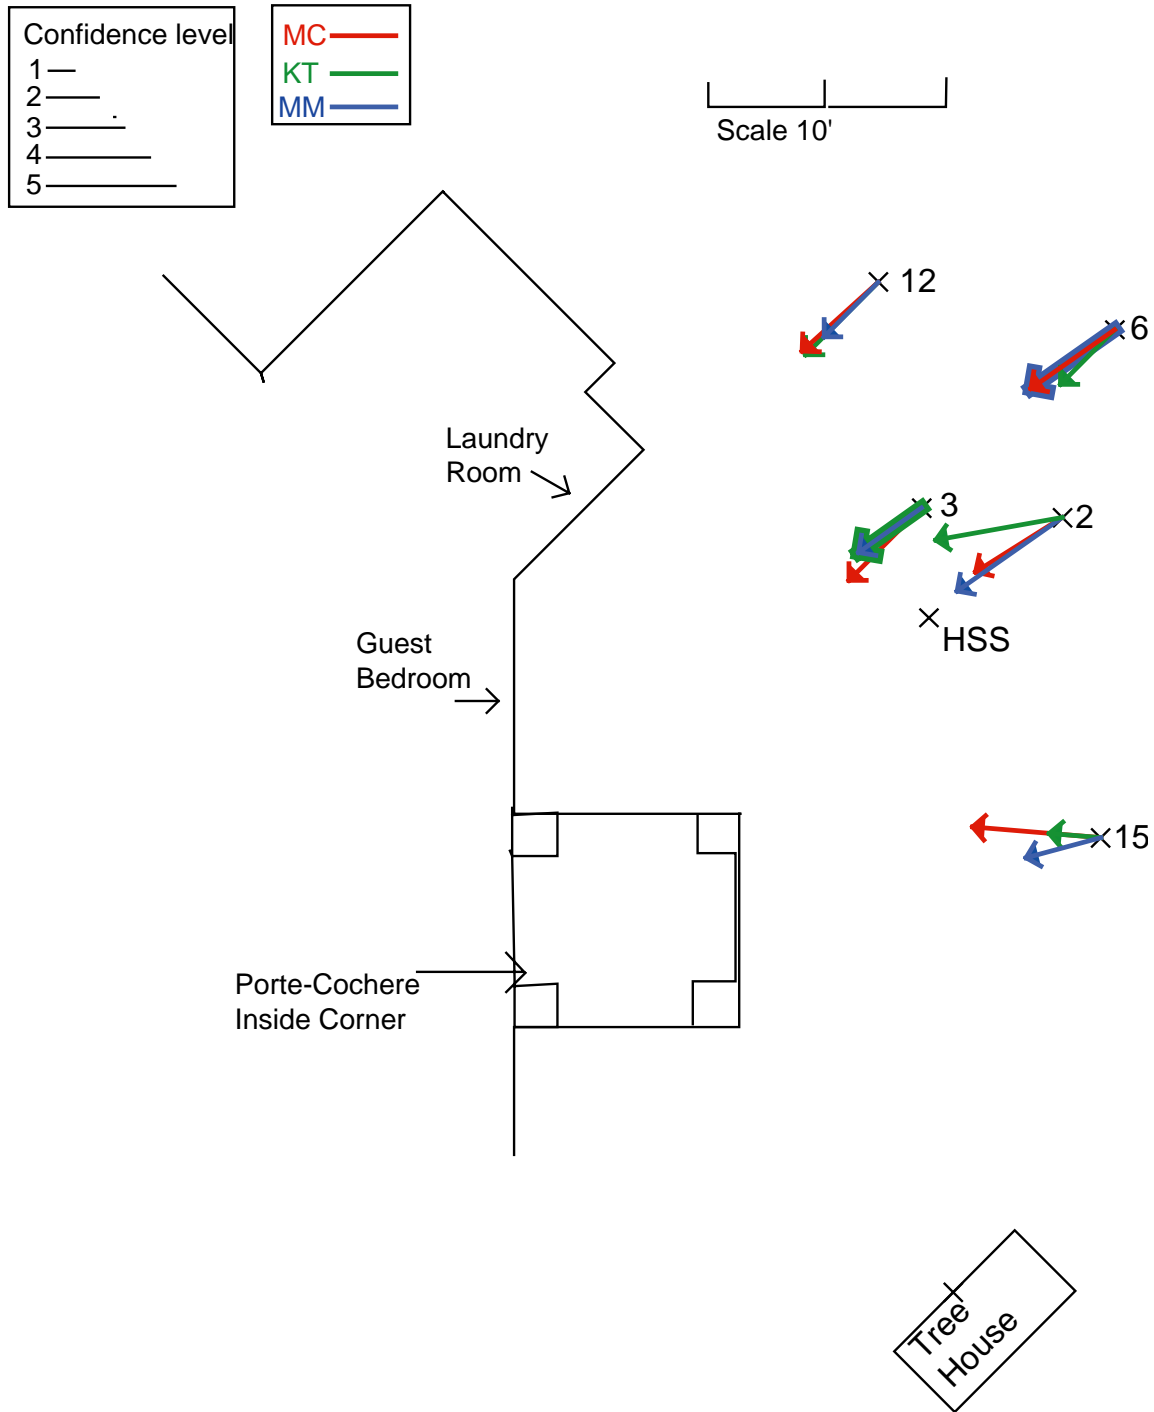 Confidence level
1
2
3
4
5
MC
KT
MM
Scale 10'
12
6
Laundry
Room
3
2
HSS
Guest
Bedroom
15
Porte-Cochere
Inside Corner
Tree
House